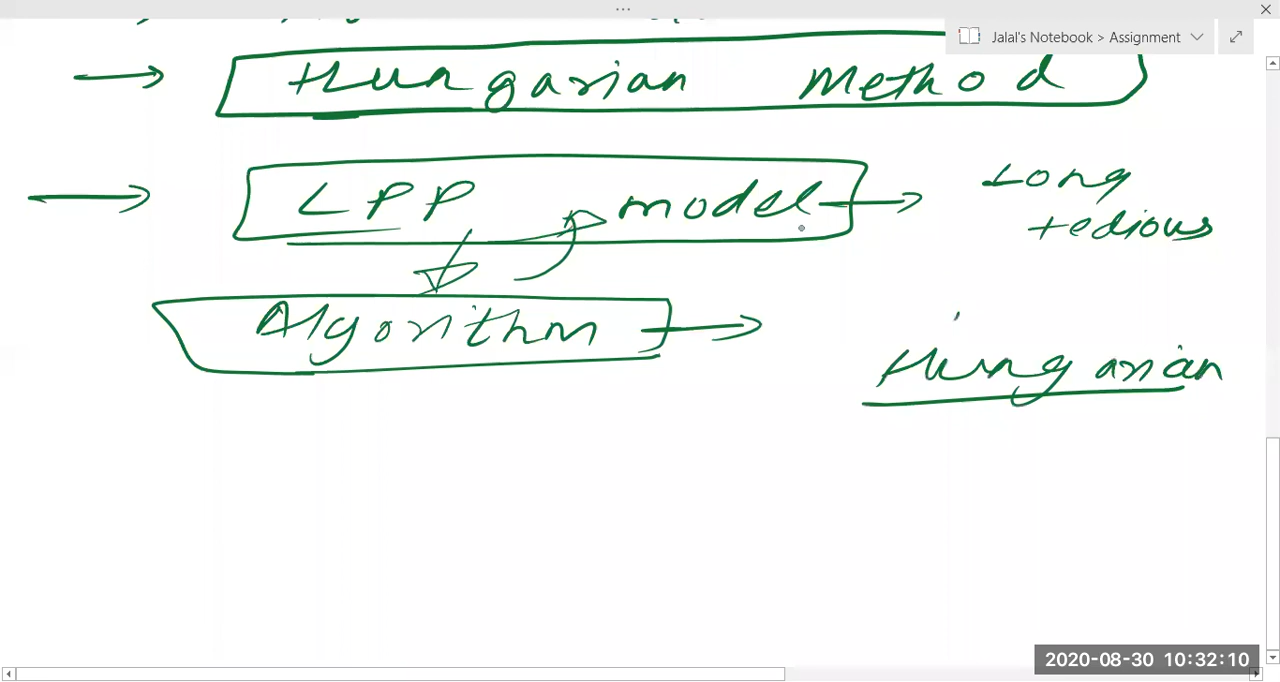 Jalal's Notebook > Assignment
Hungarian Method
LPP model
Long
tedious
Algorithm
Hungarian
2020-08-30 10:32:10